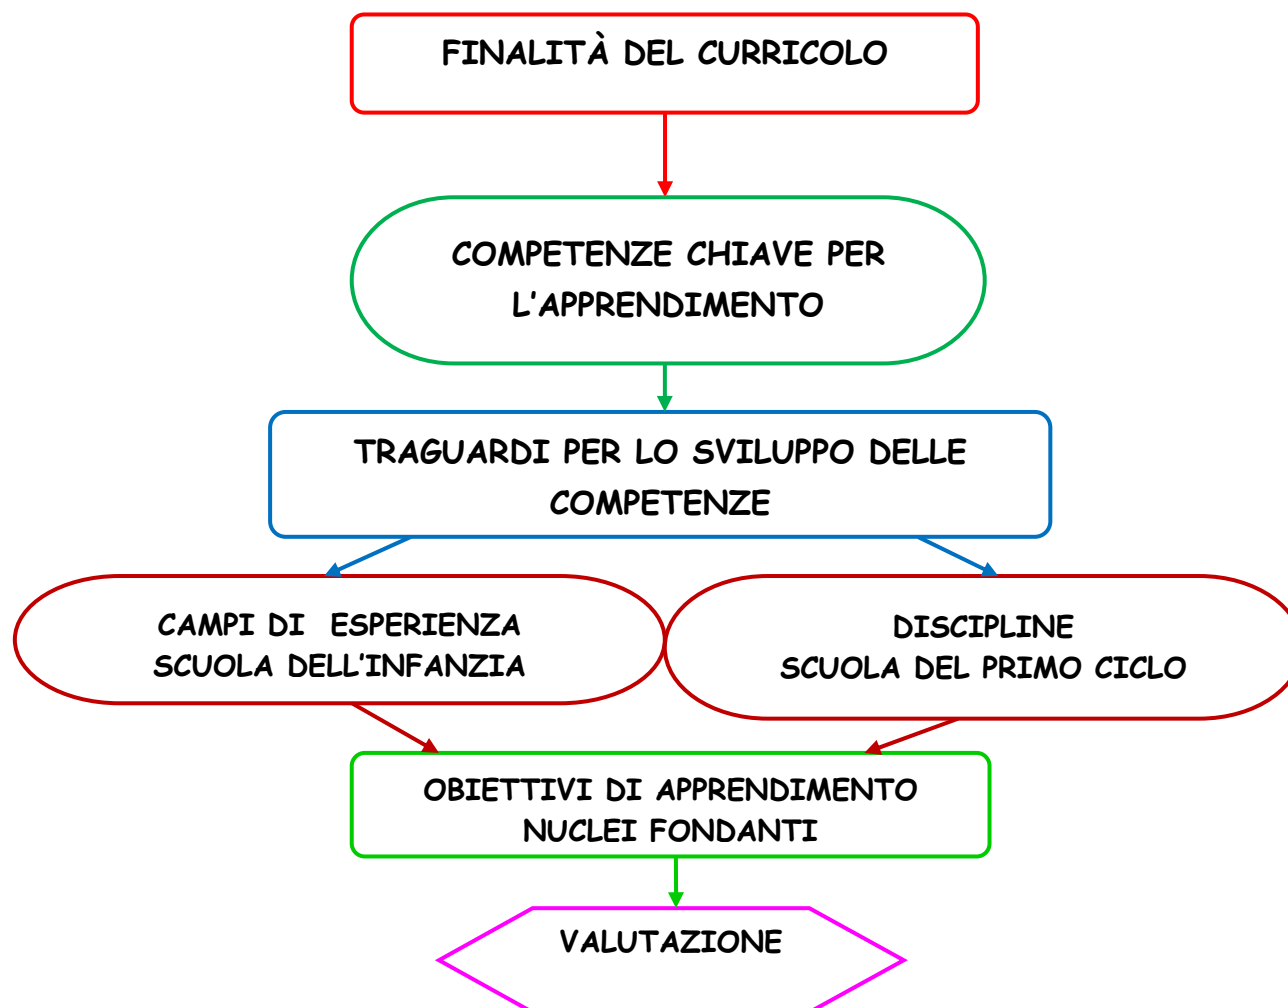 FINALITÀ DEL CURRICOLO
COMPETENZE CHIAVE PER
L'APPRENDIMENTO
TRAGUARDI PER LO SVILUPPO DELLE
COMPETENZE
CAMPI DI ESPERIENZA
SCUOLA DELL'INFANZIA
DISCIPLINE
SCUOLA DEL PRIMO CICLO
OBIETTIVI DI APPRENDIMENTO
NUCLEI FONDANTI
VALUTAZIONE